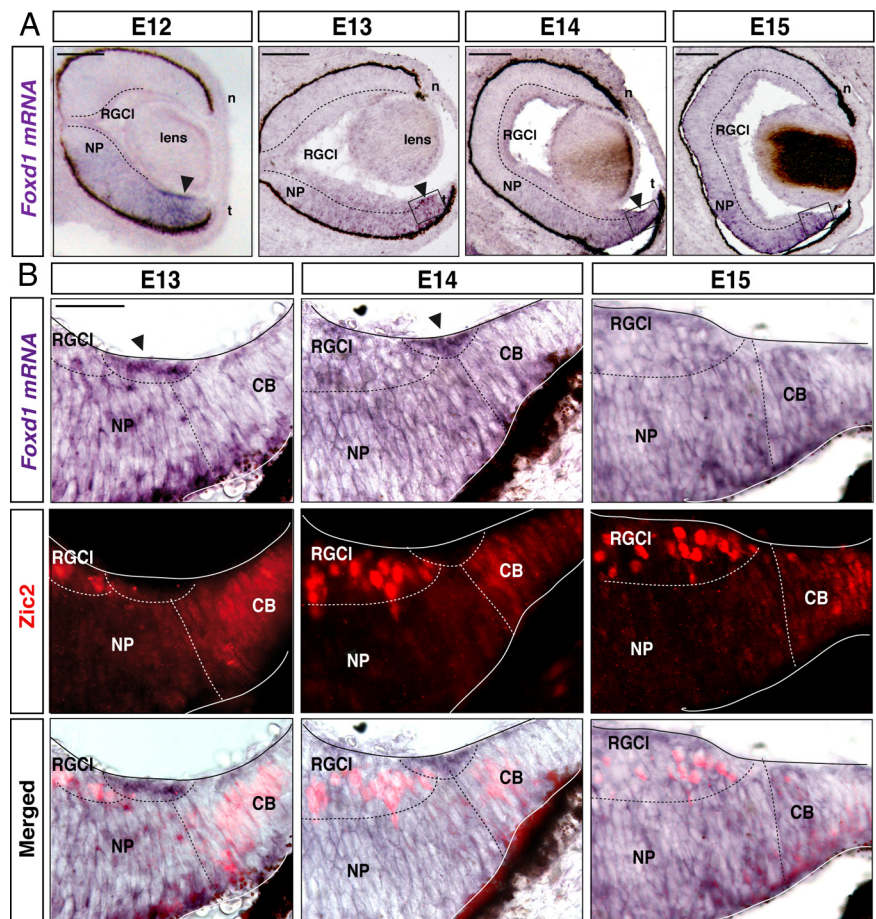 A
E12 E13 E14 E15
Foxd1 mRNA
n n n n
RGCl lens RGCl lens RGCl RGCl
NP NP NP NP
t t t t
B
E13 E14 E15
Foxd1 mRNA
RGCl RGCl RGCl
CB CB CB
NP NP NP
Zic2
RGCl RGCl RGCl
CB CB CB
NP NP NP
Merged
RGCl RGCl RGCl
CB CB CB
NP NP NP